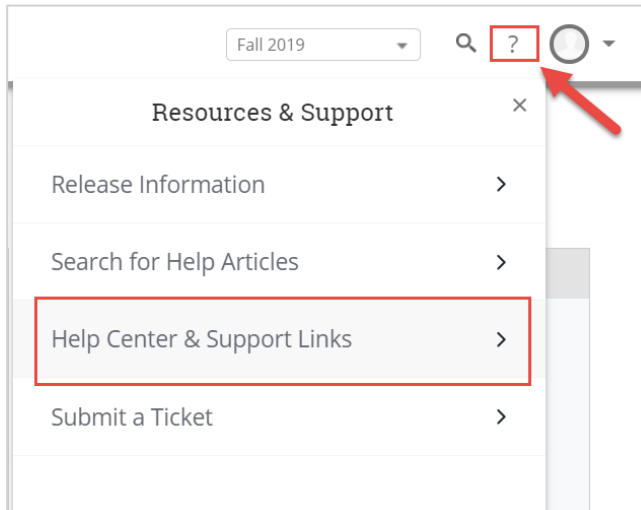 Fall 2019
?
Resources & Support
Release Information
Search for Help Articles
Help Center & Support Links
Submit a Ticket